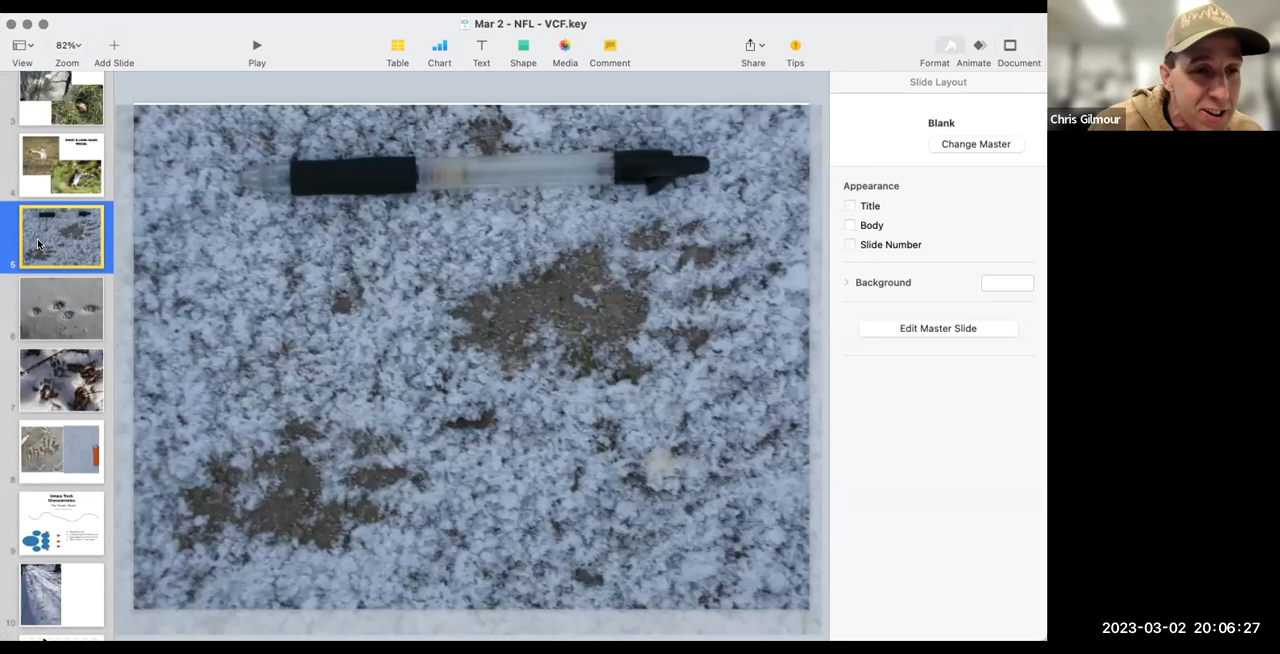 Mar 2 - NFL - VCF.key
82%
View
Zoom
Add Slide
Play
Table
Chart
Text
Shape
Media
Comment
Share
Tips
Format
Animate
Document
Slide Layout
Blank
Change Master
Appearance
Title
Body
Slide Number
Background
Edit Master Slide
3
4
5
6
7
8
Unique Track
Characteristics
9
10
Chris Gilmour
2023-03-02 20:06:27